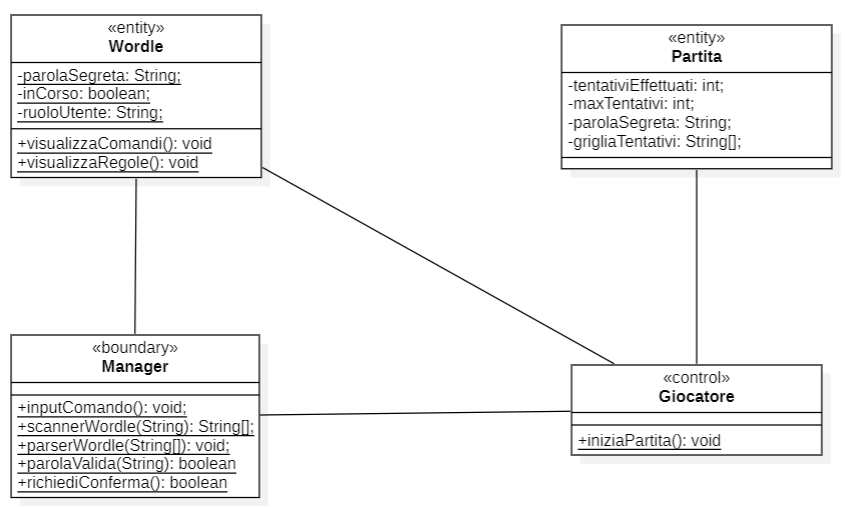 «entity»
Wordle
-parolaSegreta: String;
-inCorso: boolean;
-ruoloUtente: String;
+visualizzaComandi(): void
+visualizzaRegole(): void
«entity»
Partita
-tentativiEffettuati: int;
-maxTentativi: int;
-parolaSegreta: String;
-grigliaTentativi: String[];
«boundary»
Manager
+inputComando(): void;
+scannerWordle(String): String[];
+parserWordle(String[]): void;
+parolaValida(String): boolean
+richiediConferma(): boolean
«control»
Giocatore
+iniziaPartita(): void